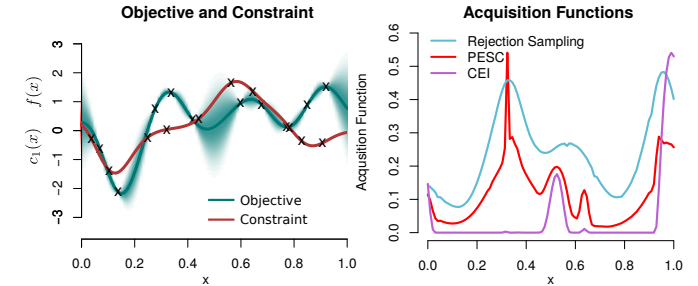 Objective and Constraint
c₁(x) f(x)
3
2
1
0
−1
−2
−3
Objective
Constraint
0.0 0.2 0.4 0.6 0.8 1.0
x
Acquisition Functions
Acqusition Function
0.6
0.5
0.4
0.3
0.2
0.1
0.0
Rejection Sampling
PESC
CEI
0.0 0.2 0.4 0.6 0.8 1.0
x